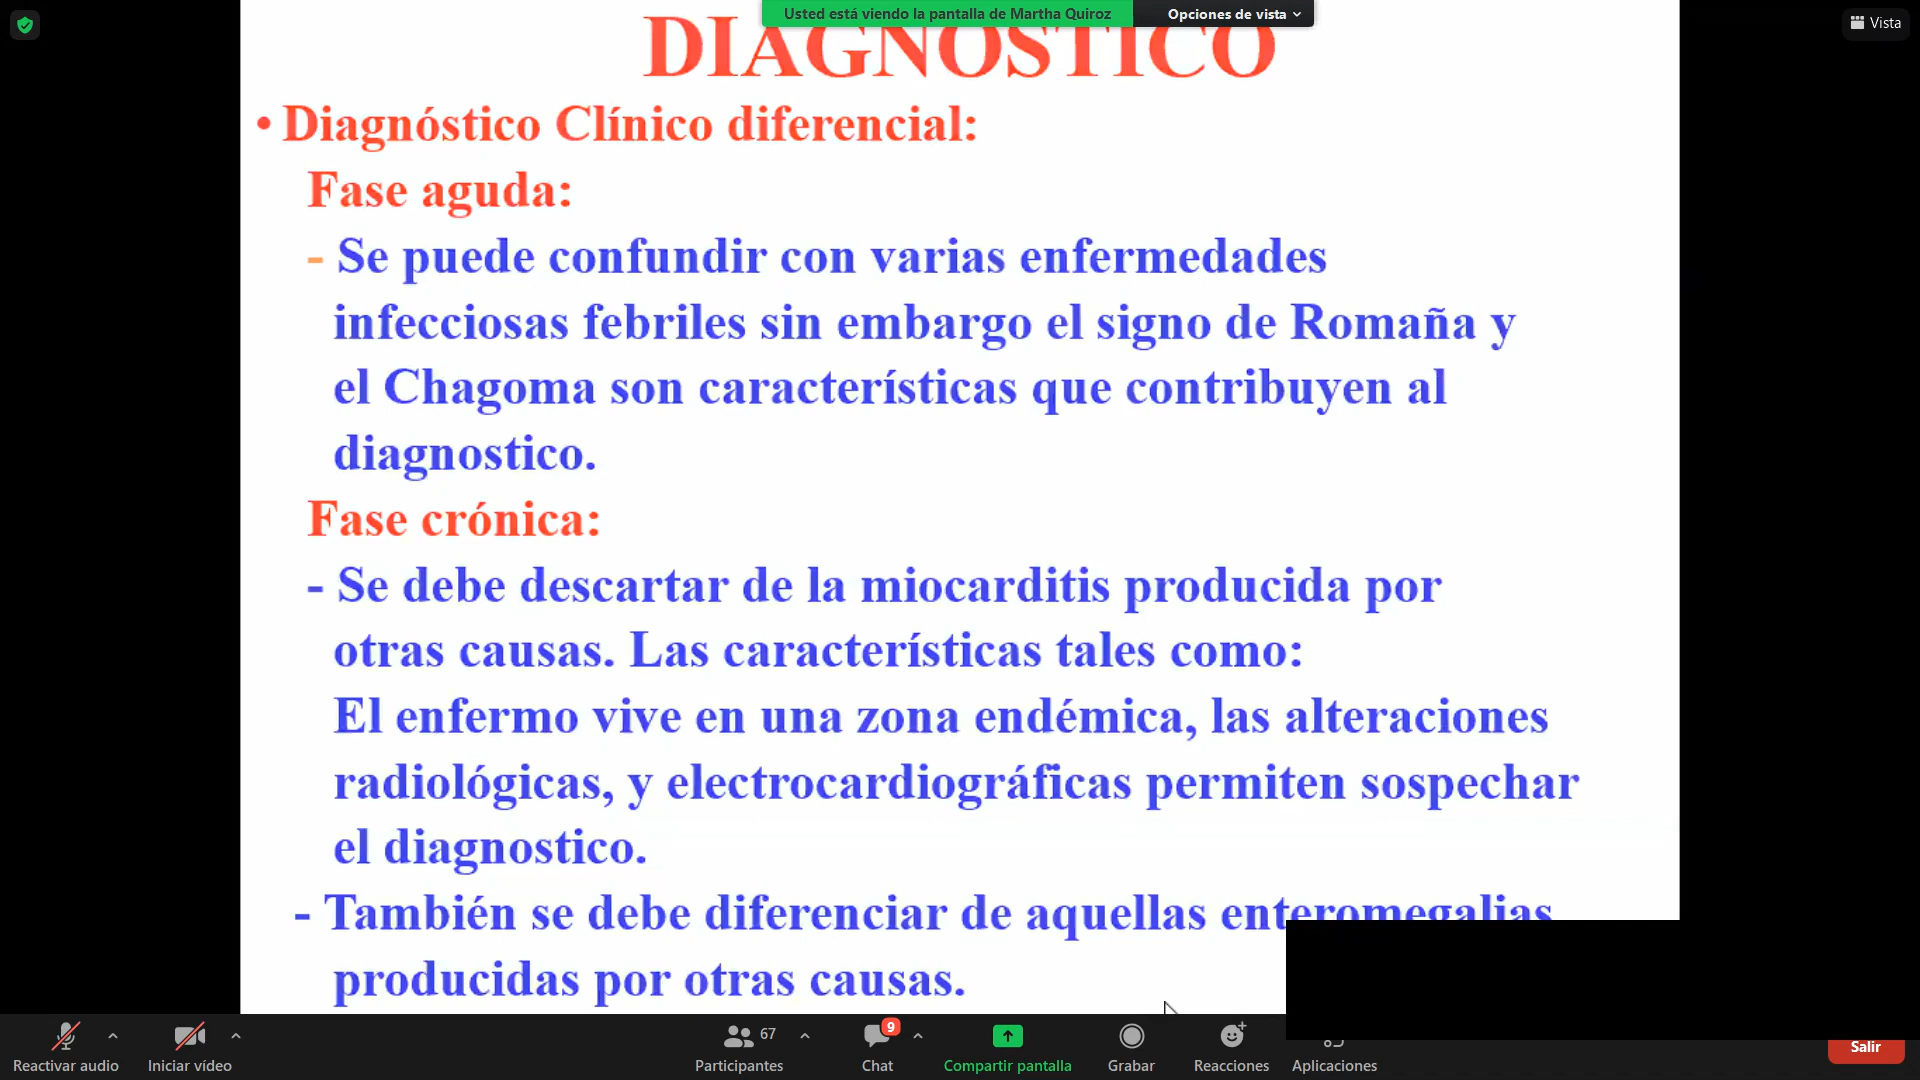 Usted está viendo la pantalla de Martha Quiroz
Opciones de vista
Vista
DIAGNOSTICO
• Diagnóstico Clínico diferencial:
Fase aguda:
- Se puede confundir con varias enfermedades
infecciosas febriles sin embargo el signo de Romaña y
el Chagoma son características que contribuyen al
diagnostico.
Fase crónica:
- Se debe descartar de la miocarditis producida por
otras causas. Las características tales como:
El enfermo vive en una zona endémica, las alteraciones
radiológicas, y electrocardiográficas permiten sospechar
el diagnostico.
- También se debe diferenciar de aquellas enteromegalias
producidas por otras causas.
67
9
Reactivar audio
Iniciar vídeo
Participantes
Chat
Compartir pantalla
Grabar
Reacciones
Aplicaciones
Salir